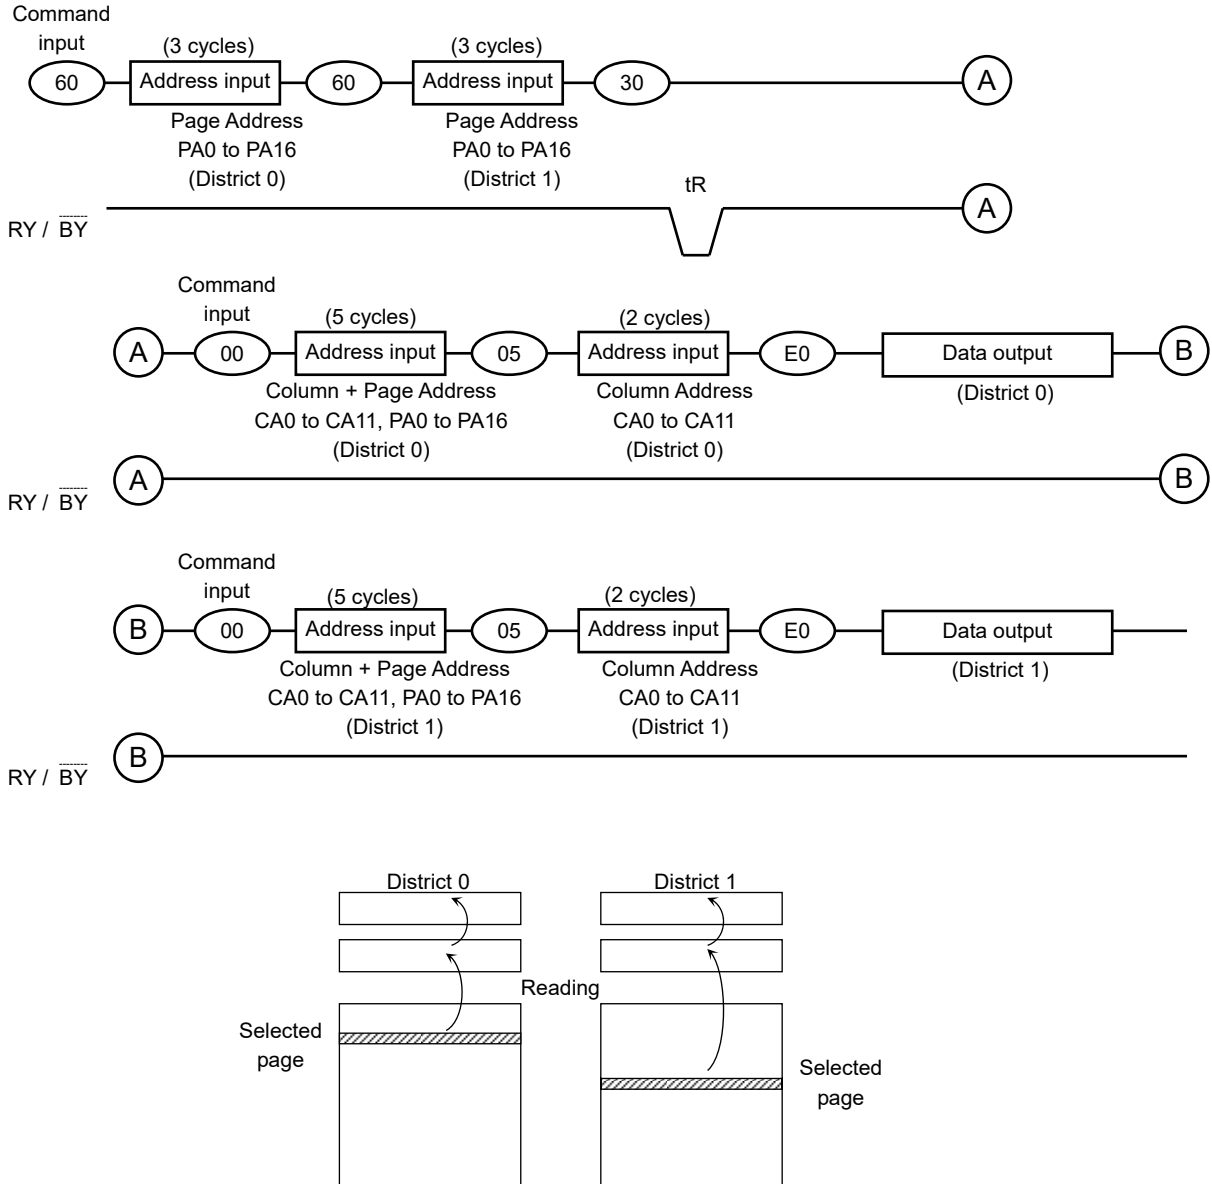 Command
input
(3 cycles) (3 cycles)
60 Address input 60 Address input 30 A
Page Address Page Address
PA0 to PA16 PA0 to PA16
(District 0) (District 1)
tR
A
RY / BY
Command
input
(5 cycles) (2 cycles)
A 00 Address input 05 Address input E0 Data output B
Column + Page Address Column Address (District 0)
CA0 to CA11, PA0 to PA16 CA0 to CA11
(District 0) (District 0)
A B
RY / BY
Command
input
(5 cycles) (2 cycles)
B 00 Address input 05 Address input E0 Data output
Column + Page Address Column Address (District 1)
CA0 to CA11, PA0 to PA16 CA0 to CA11
(District 1) (District 1)
B
RY / BY
District 0 District 1
Reading
Selected
page
Selected
page